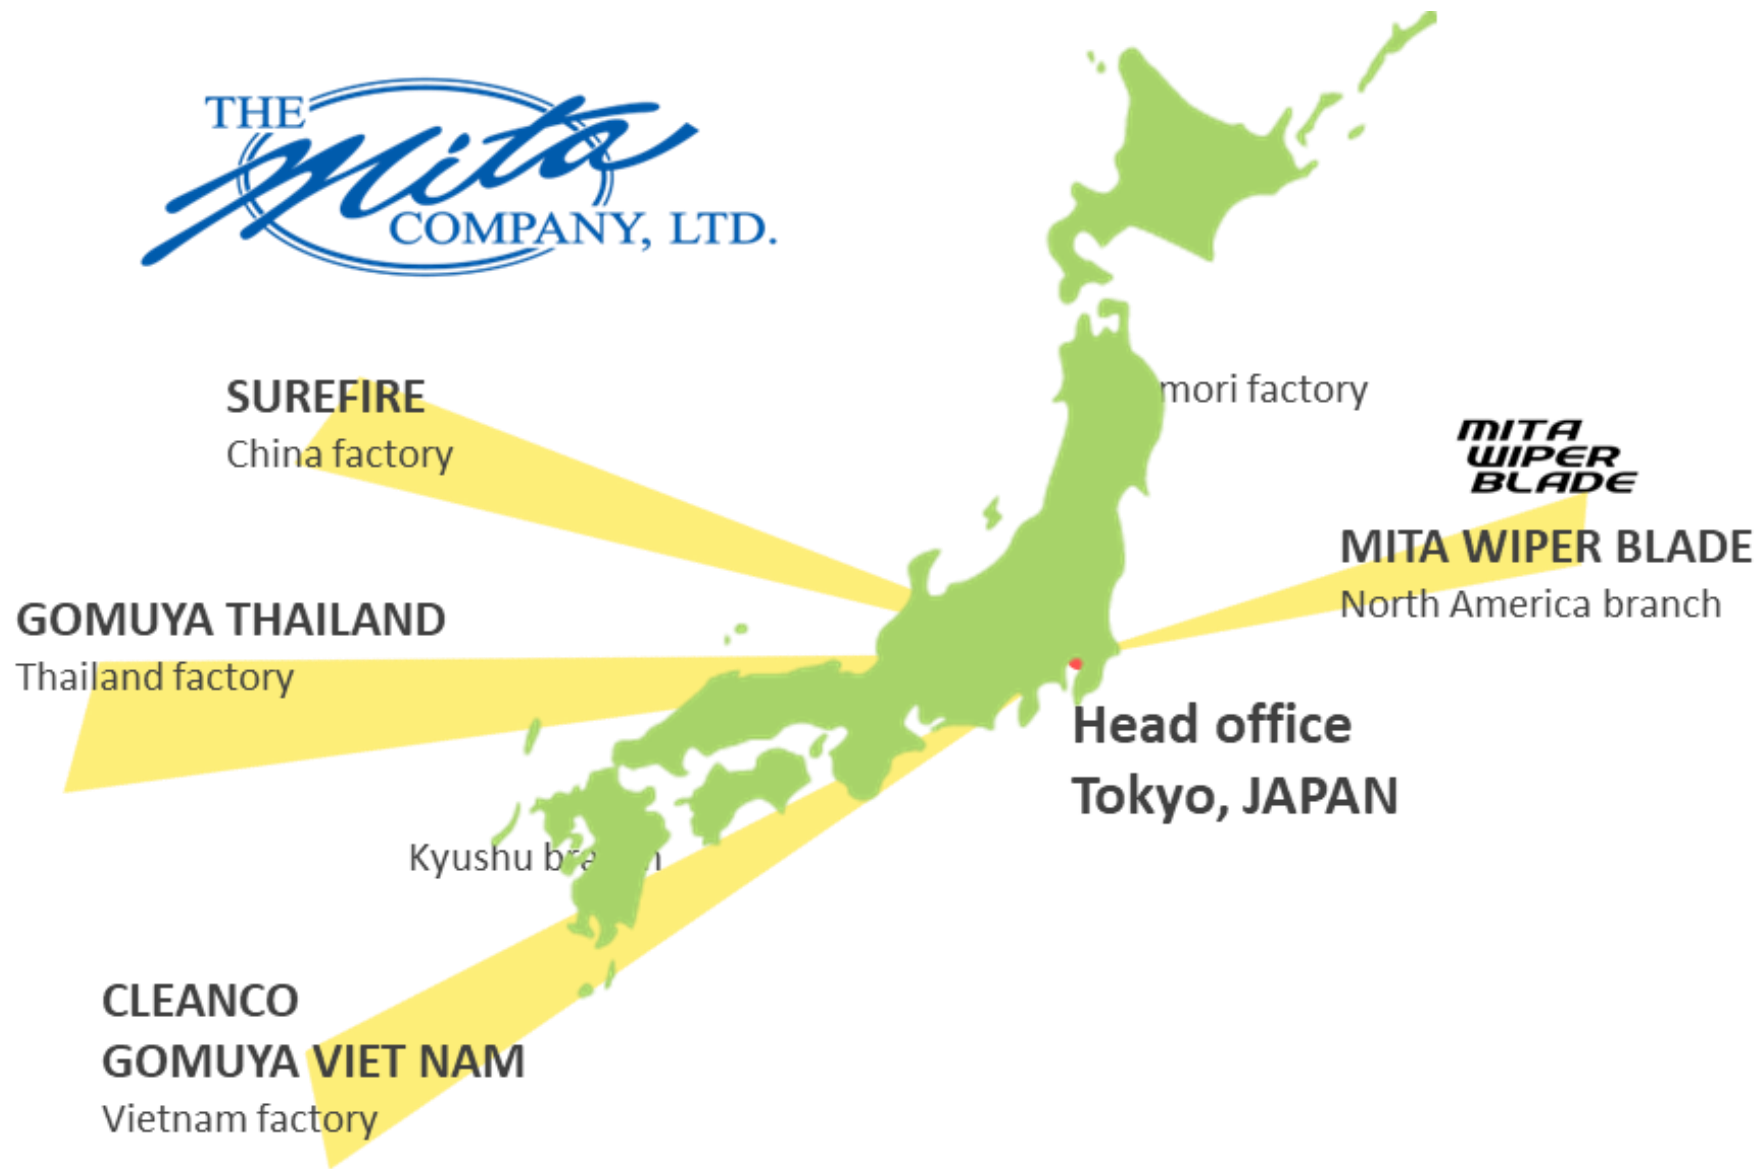 THE
Mita
COMPANY, LTD.
SUREFIRE
China factory
mori factory
MITA
WIPER
BLADE
MITA WIPER BLADE
North America branch
GOMUYA THAILAND
Thailand factory
Head office
Tokyo, JAPAN
Kyushu
CLEANCO
GOMUYA VIET NAM
Vietnam factory